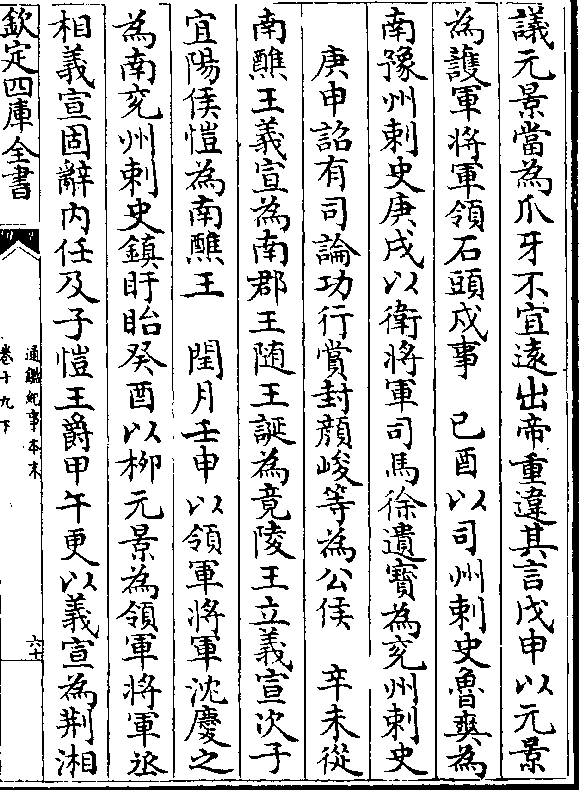 議元景當為爪牙不宜遠出帝重違其言戊申以元景
為護軍將軍領石頭戍事　己酉以司州刺史魯爽為
南豫州刺史庚戌以衛將軍司馬徐遺寶為兖州刺史
庚申詔有司論功行賞封顔峻等為公侯　辛未徙
南譙王義宣為南郡王随王誕為竟陵王立義宣次子
宜陽侯愷為南譙王　閏月壬申以領軍將軍沈慶之
為南兖州刺史鎮盱眙癸酉以柳元景為領軍將軍丞
相義宣固辭内任及子愷王爵甲午更以義宣為荆湘
欽定四庫全書
通鑑紀事本末
卷十九下
六十